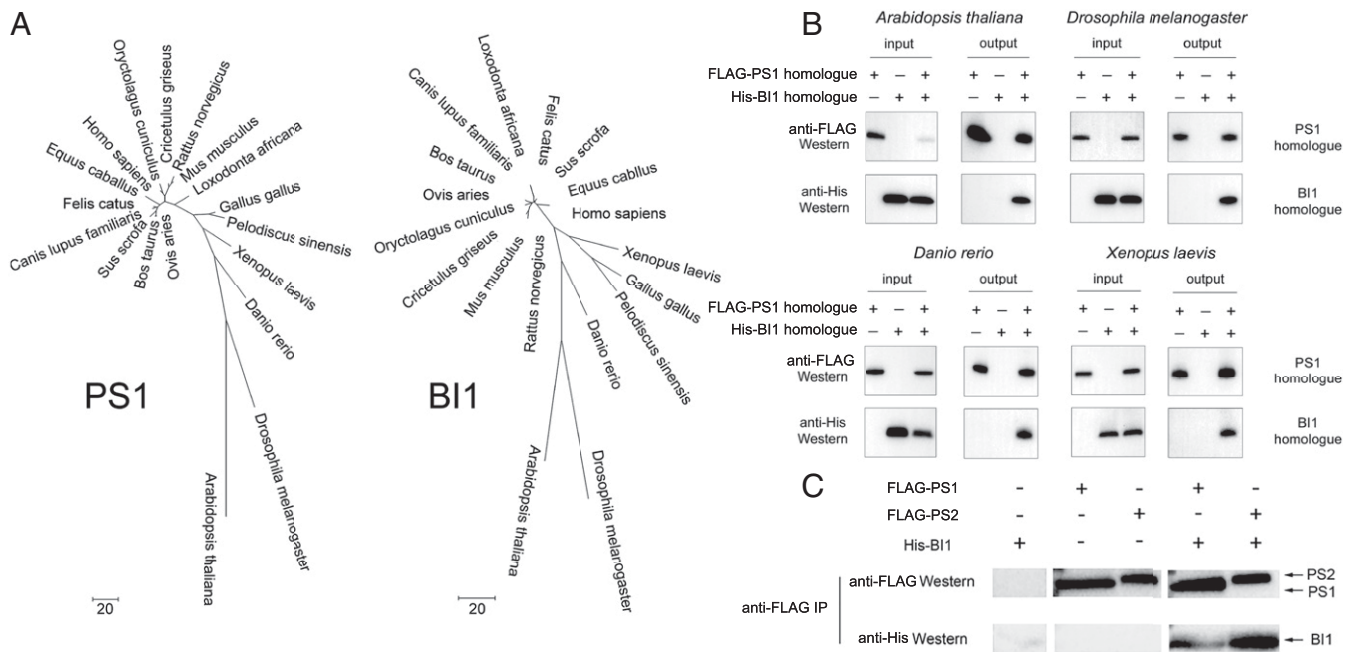 A
Oryctolagus cuniculus
Cricetulus griseus
Rattus norvegicus
Homo sapiens
Mus musculus
Equus caballus
Loxodonta africana
Felis catus
Gallus gallus
Canis lupus familiaris
Pelodiscus sinensis
Sus scrofa
Bos taurus
Ovis aries
Xenopus laevis
Danio rerio
PS1
Drosophila melanogaster
Arabidopsis thaliana
20
Loxodonta africana
Canis lupus familiaris
Felis catus
Sus scrofa
Bos taurus
Equus cabllus
Ovis aries
Homo sapiens
Oryctolagus cuniculus
Xenopus laevis
Cricetulus griseus
Gallus gallus
Mus musculus
Pelodiscus sinensis
Rattus norvegicus
Danio rerio
BI1
Arabidopsis thaliana
Drosophila melarogaster
20
B
Arabidopsis thaliana Drosophila melanogaster
input output input output
FLAG-PS1 homologue + – + + – + + – + + – +
His-BI1 homologue – + + – + + – + + – + +
anti-FLAG
Western
PS1
homologue
anti-His
Western
BI1
homologue
Danio rerio Xenopus laevis
input output input output
FLAG-PS1 homologue + – + + – + + – + + – +
His-BI1 homologue – + + – + + – + + – + +
anti-FLAG
Western
PS1
homologue
anti-His
Western
BI1
homologue
C
FLAG-PS1 - + - + -
FLAG-PS2 - - + - +
His-BI1 + - - + +
anti-FLAG IP
anti-FLAG Western
PS2
PS1
anti-His Western
BI1